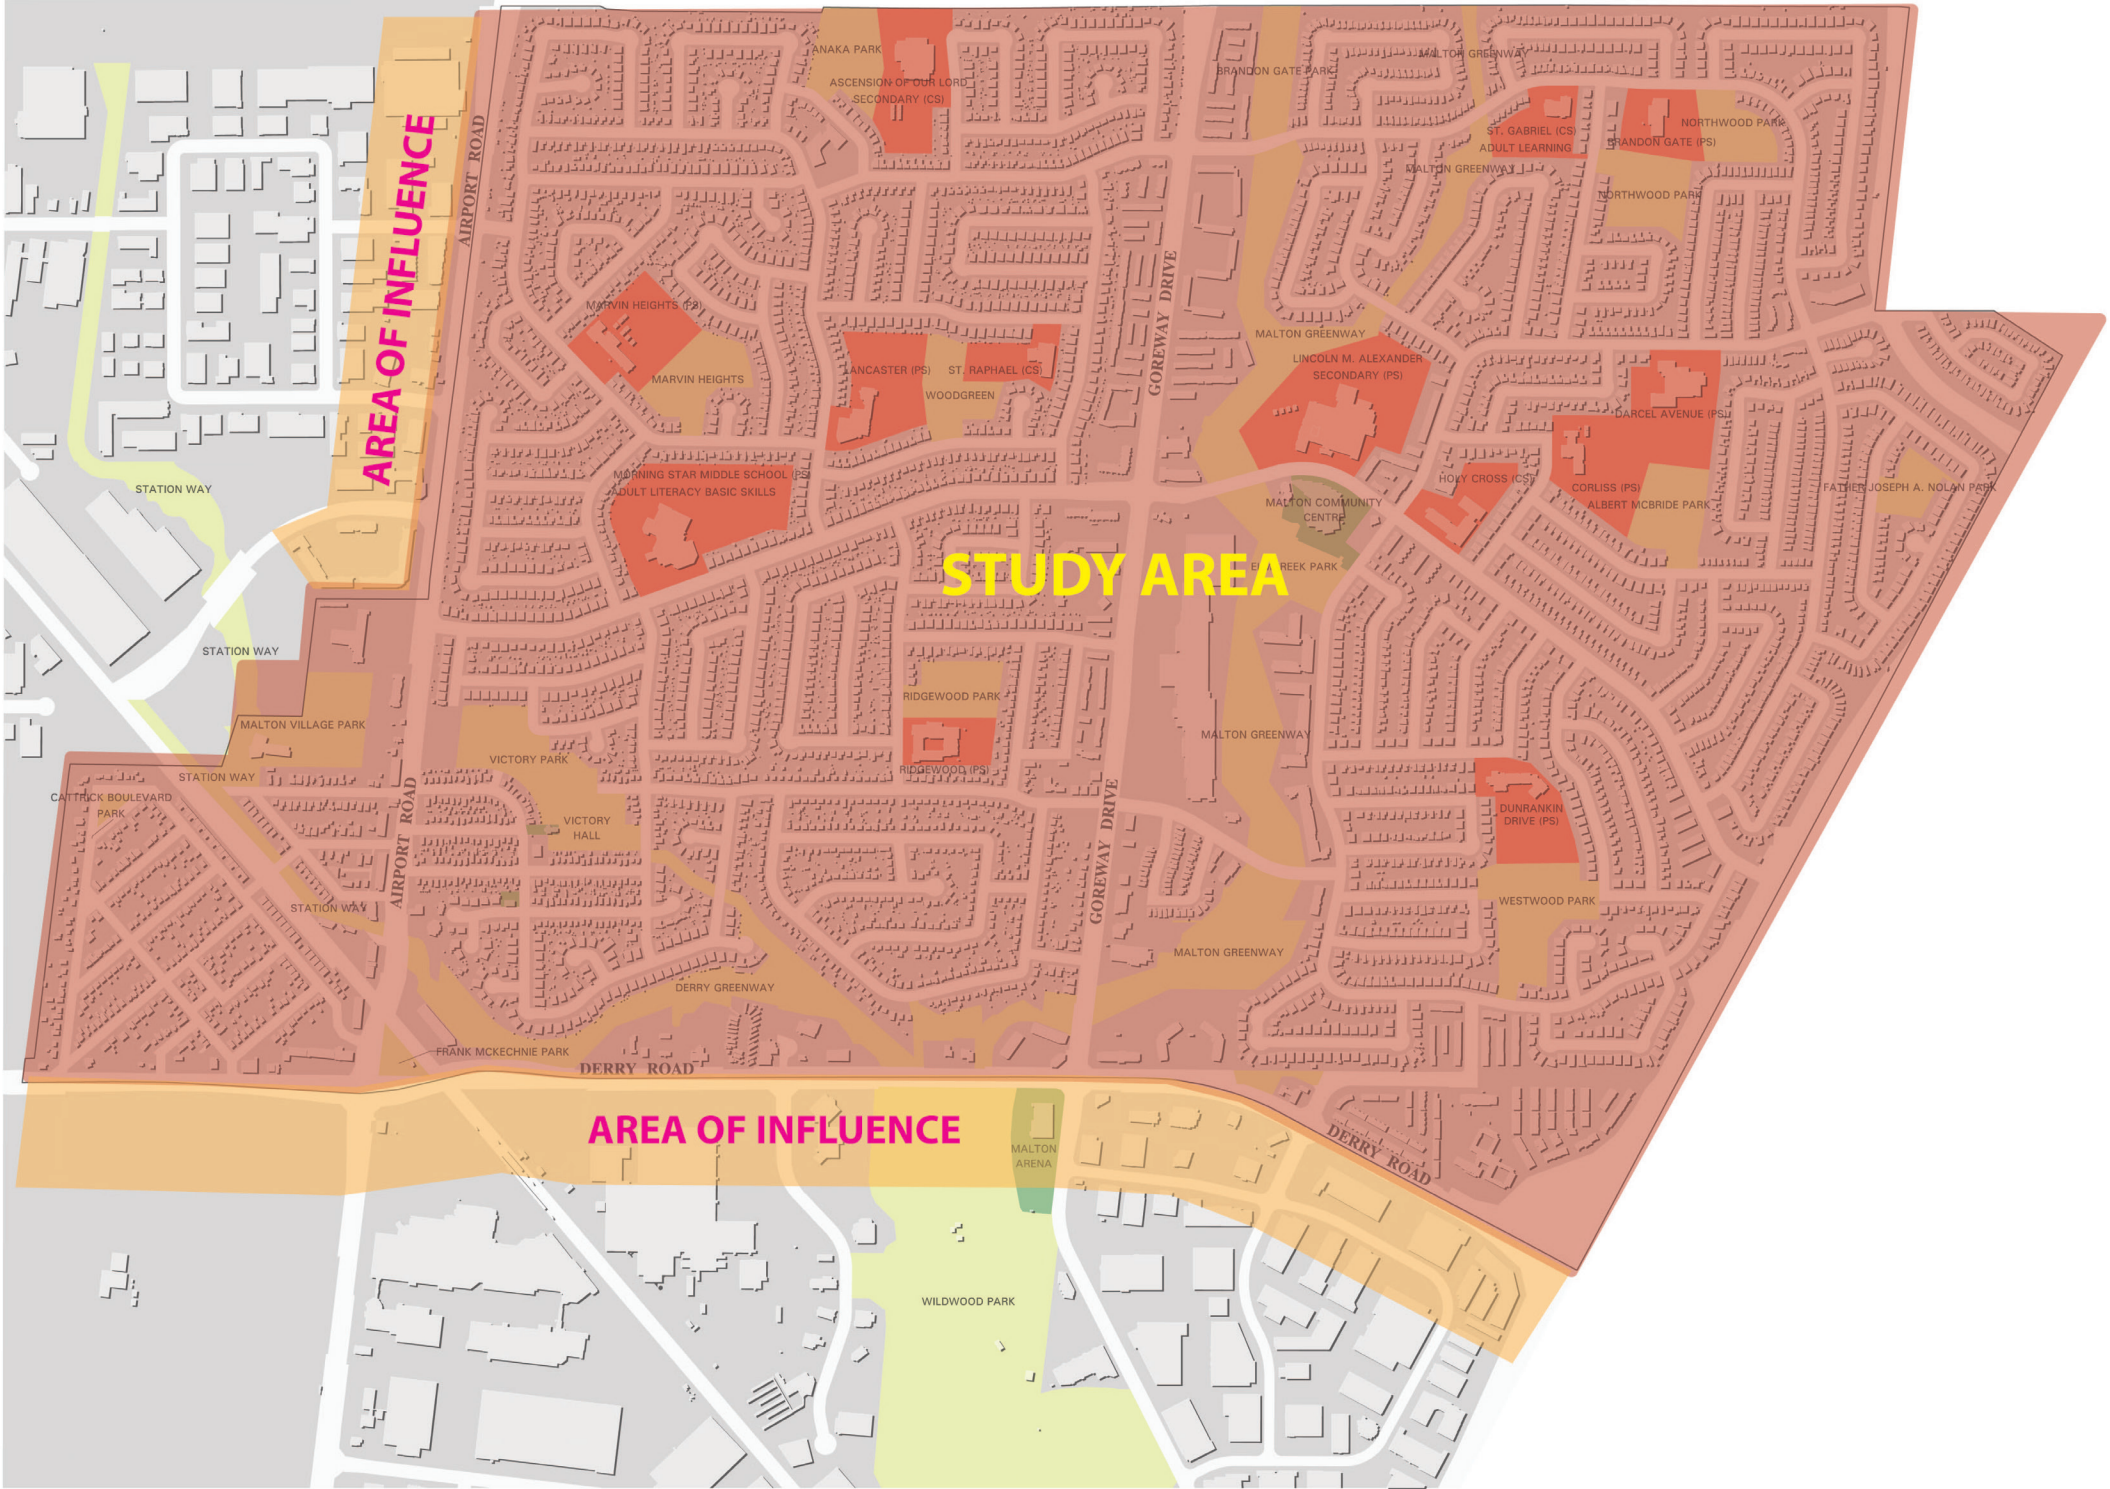 ANAKA PARK
ASCENSION OF OUR LORD
SECONDARY (CS)
BRANDON GATE PARK
MALTON GREENWAY
ST. GABRIEL (CS)
ADULT LEARNING
NORTHWOOD PARK
BRANDON GATE (PS)
MALTON GREENWAY
NORTHWOOD PARK
AIRPORT ROAD
AREA OF INFLUENCE
GOREWAY DRIVE
MARVIN HEIGHTS (PS)
MARVIN HEIGHTS
LANCASTER (PS)
ST. RAPHAEL (CS)
WOODGREEN
MALTON GREENWAY
LINCOLN M. ALEXANDER
SECONDARY (PS)
DARCEL AVENUE (PS)
MORNING STAR MIDDLE SCHOOL (PS)
ADULT LITERACY BASIC SKILLS
HOLY CROSS (CS)
CORLISS (PS)
ALBERT MCBRIDE PARK
FATHER JOSEPH A. NOLAN PARK
STATION WAY
MALTON COMMUNITY
CENTRE
STUDY AREA
PARK
STATION WAY
RIDGEWOOD PARK
MALTON VILLAGE PARK
VICTORY PARK
MALTON GREENWAY
RIDGEWOOD (PS)
STATION WAY
CATTRICK BOULEVARD
PARK
VICTORY
HALL
DUNRANKIN
DRIVE (PS)
AIRPORT ROAD
GOREWAY DRIVE
STATION WAY
WESTWOOD PARK
MALTON GREENWAY
DERRY GREENWAY
FRANK MCKECHNIE PARK
DERRY ROAD
AREA OF INFLUENCE
MALTON
ARENA
DERRY ROAD
WILDWOOD PARK